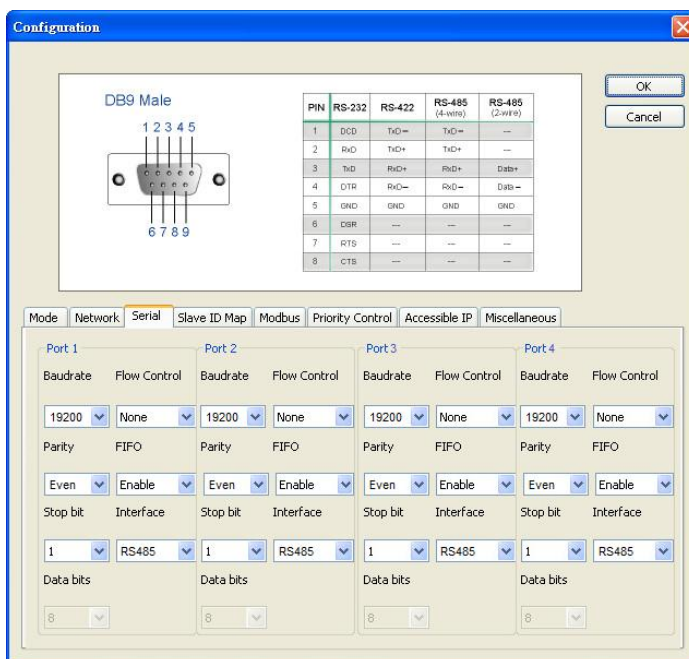 Configuration
OK
Cancel
DB9 Male
1 2 3 4 5
6 7 8 9
PIN RS-232 RS-422 RS-485 (4-wire) RS-485 (2-wire)
1 DCD TxD- TxD- ---
2 RxD TxD+ TxD+ ---
3 TxD RxD+ RxD+ Data+
4 DTR RxD- RxD- Data-
5 GND GND GND GND
6 DSR --- --- ---
7 RTS --- --- ---
8 CTS --- --- ---
Mode Network Serial Slave ID Map Modbus Priority Control Accessible IP Miscellaneous
Port 1 Port 2 Port 3 Port 4
Baudrate Flow Control Baudrate Flow Control Baudrate Flow Control Baudrate Flow Control
19200 None 19200 None 19200 None 19200 None
Parity FIFO Parity FIFO Parity FIFO Parity FIFO
Even Enable Even Enable Even Enable Even Enable
Stop bit Interface Stop bit Interface Stop bit Interface Stop bit Interface
1 RS485 1 RS485 1 RS485 1 RS485
Data bits Data bits Data bits Data bits
8 8 8 8